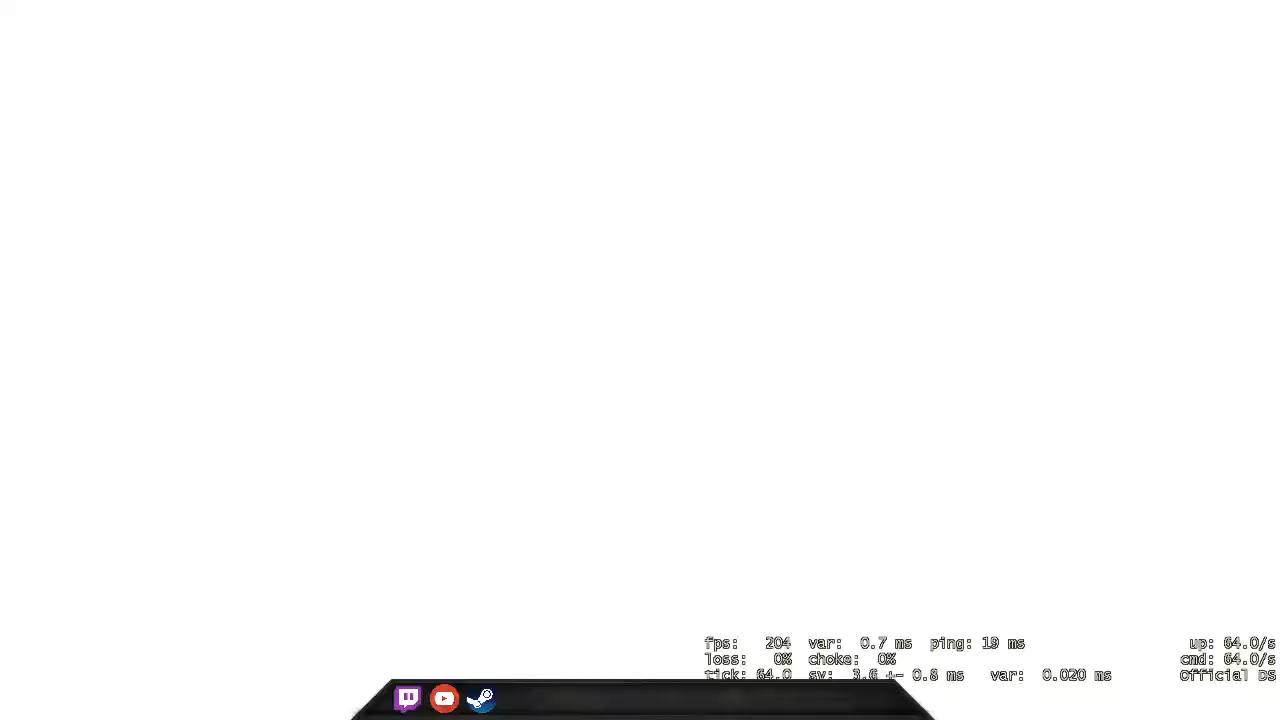 fps: 204 var: 0.7 ms ping: 19 ms up: 64.0/s
loss: 0% choke: 0% cmd: 64.0/s
tick: 64.0 sv: 3.6 +- 0.8 ms var: 0.020 ms Official DS